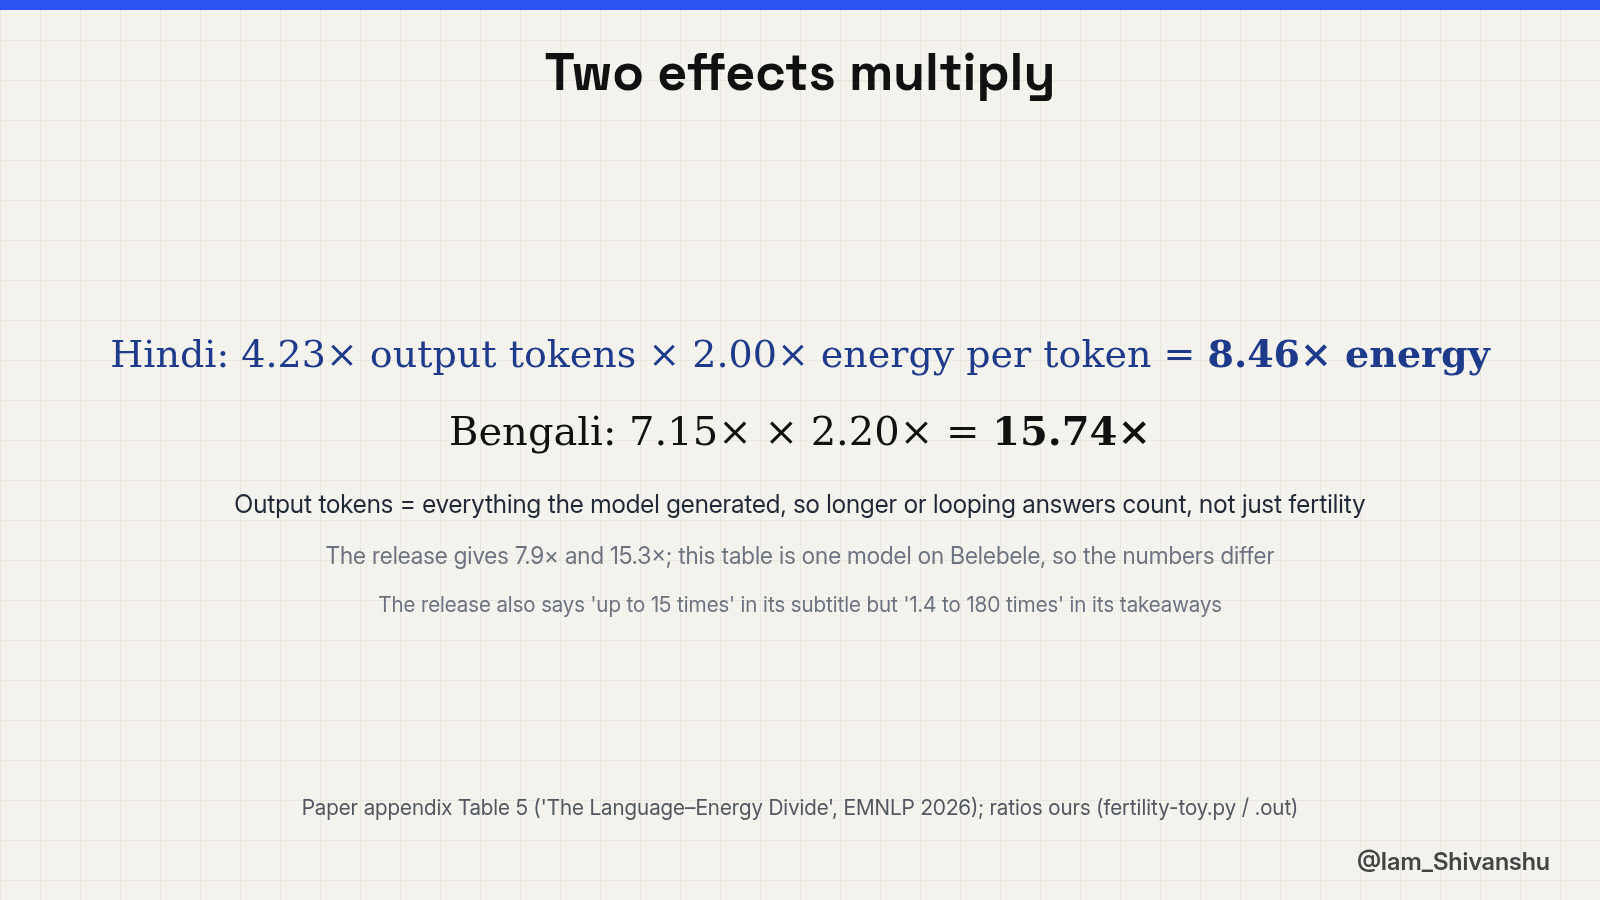 Two effects multiply
Hindi: 4.23× output tokens × 2.00× energy per token = 8.46× energy
Bengali: 7.15× × 2.20× = 15.74×
Output tokens = everything the model generated, so longer or looping answers count, not just fertility
The release gives 7.9× and 15.3×; this table is one model on Belebele, so the numbers differ
The release also says 'up to 15 times' in its subtitle but '1.4 to 180 times' in its takeaways
Paper appendix Table 5 ('The Language–Energy Divide', EMNLP 2026); ratios ours (fertility-toy.py / .out)
@Iam_Shivanshu